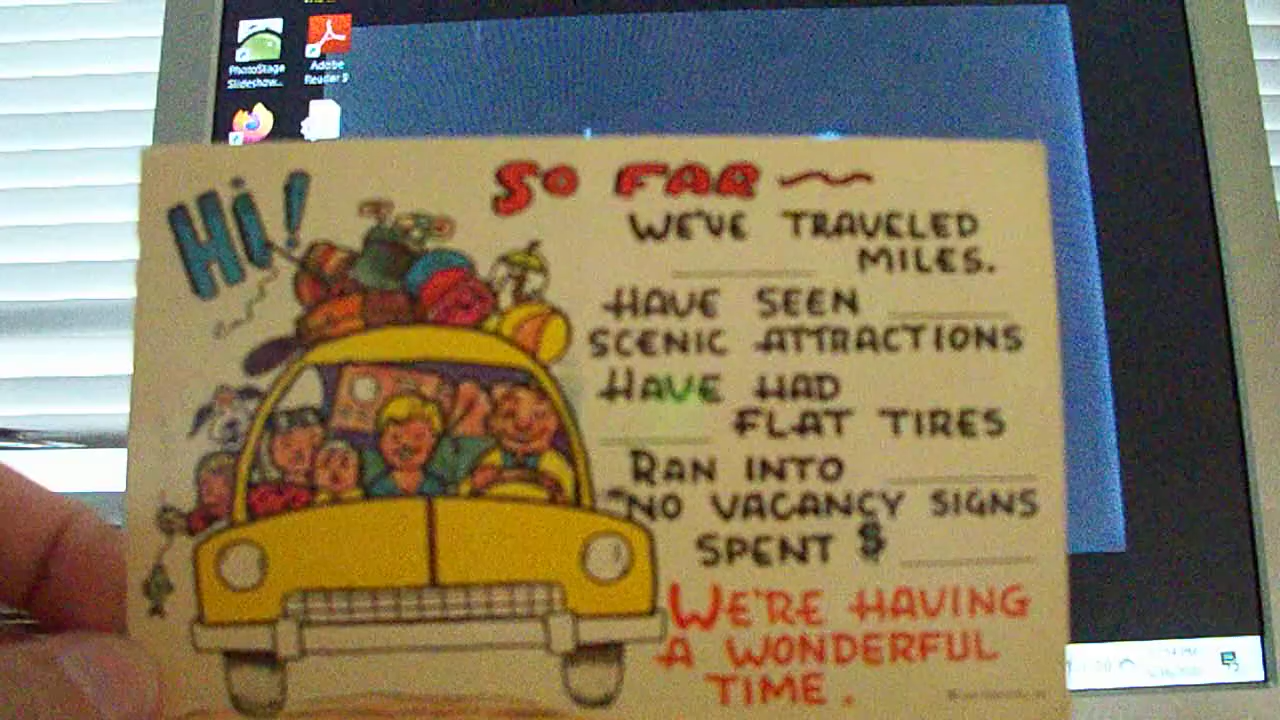 PhotoStage
Slideshow...
Adobe
Reader 9
Hi!
SO FAR
WE'VE TRAVELED
MILES.
HAVE SEEN
SCENIC ATTRACTIONS
HAVE HAD
FLAT TIRES
RAN INTO
"NO VACANCY SIGNS
SPENT $
WE'RE HAVING
A WONDERFUL
TIME.